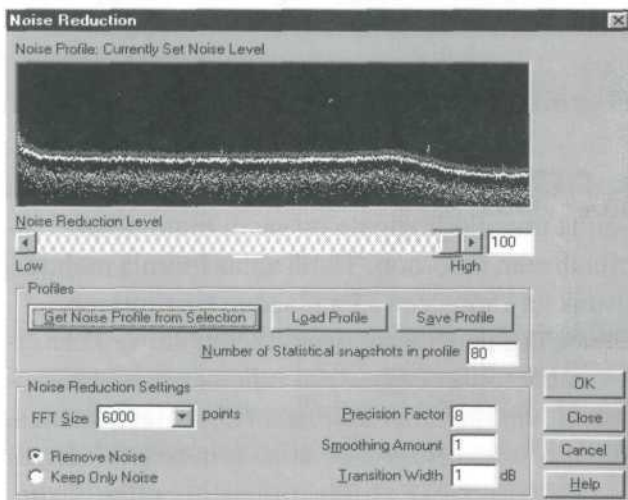 Noise Reduction
Noise Profile: Currently Set Noise Level
Noise Reduction Level
100
Low High
Profiles
Get Noise Profile from Selection Load Profile Save Profile
Number of Statistical snapshots in profile 80
Noise Reduction Settings
FFT Size 6000 points
Remove Noise
Keep Only Noise
Precision Factor 8
Smoothing Amount 1
Transition Width 1 dB
OK
Close
Cancel
Help